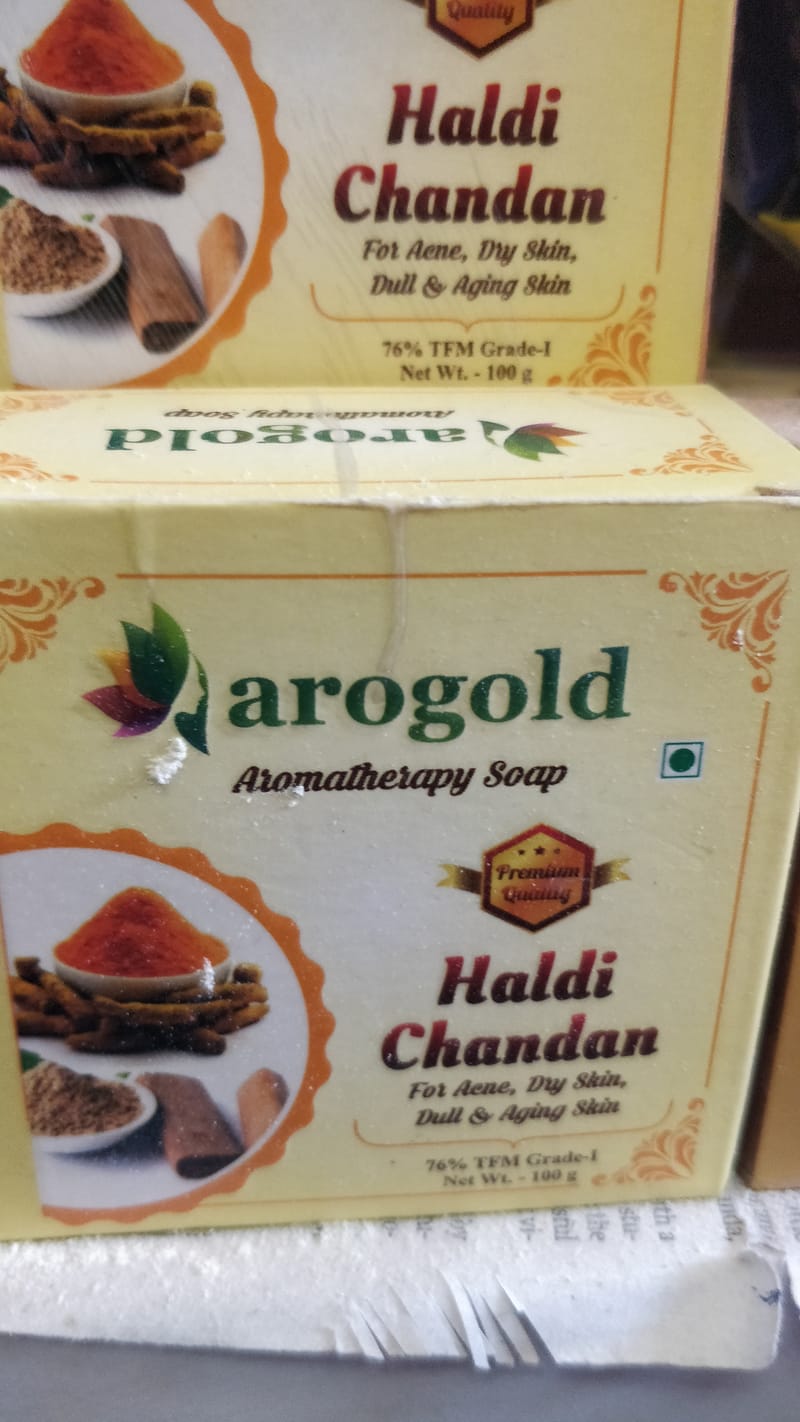 Quality
Haldi
Chandan
For Acne, Dry Skin,
Dull & Aging Skin
76% TFM Grade-I
Net Wt. - 100 g
arogold
Aromatherapy Soap
arogold
Aromatherapy Soap
Premium
Quality
Haldi
Chandan
For Acne, Dry Skin,
Dull & Aging Skin
76% TFM Grade-I
Net Wt. - 100 g